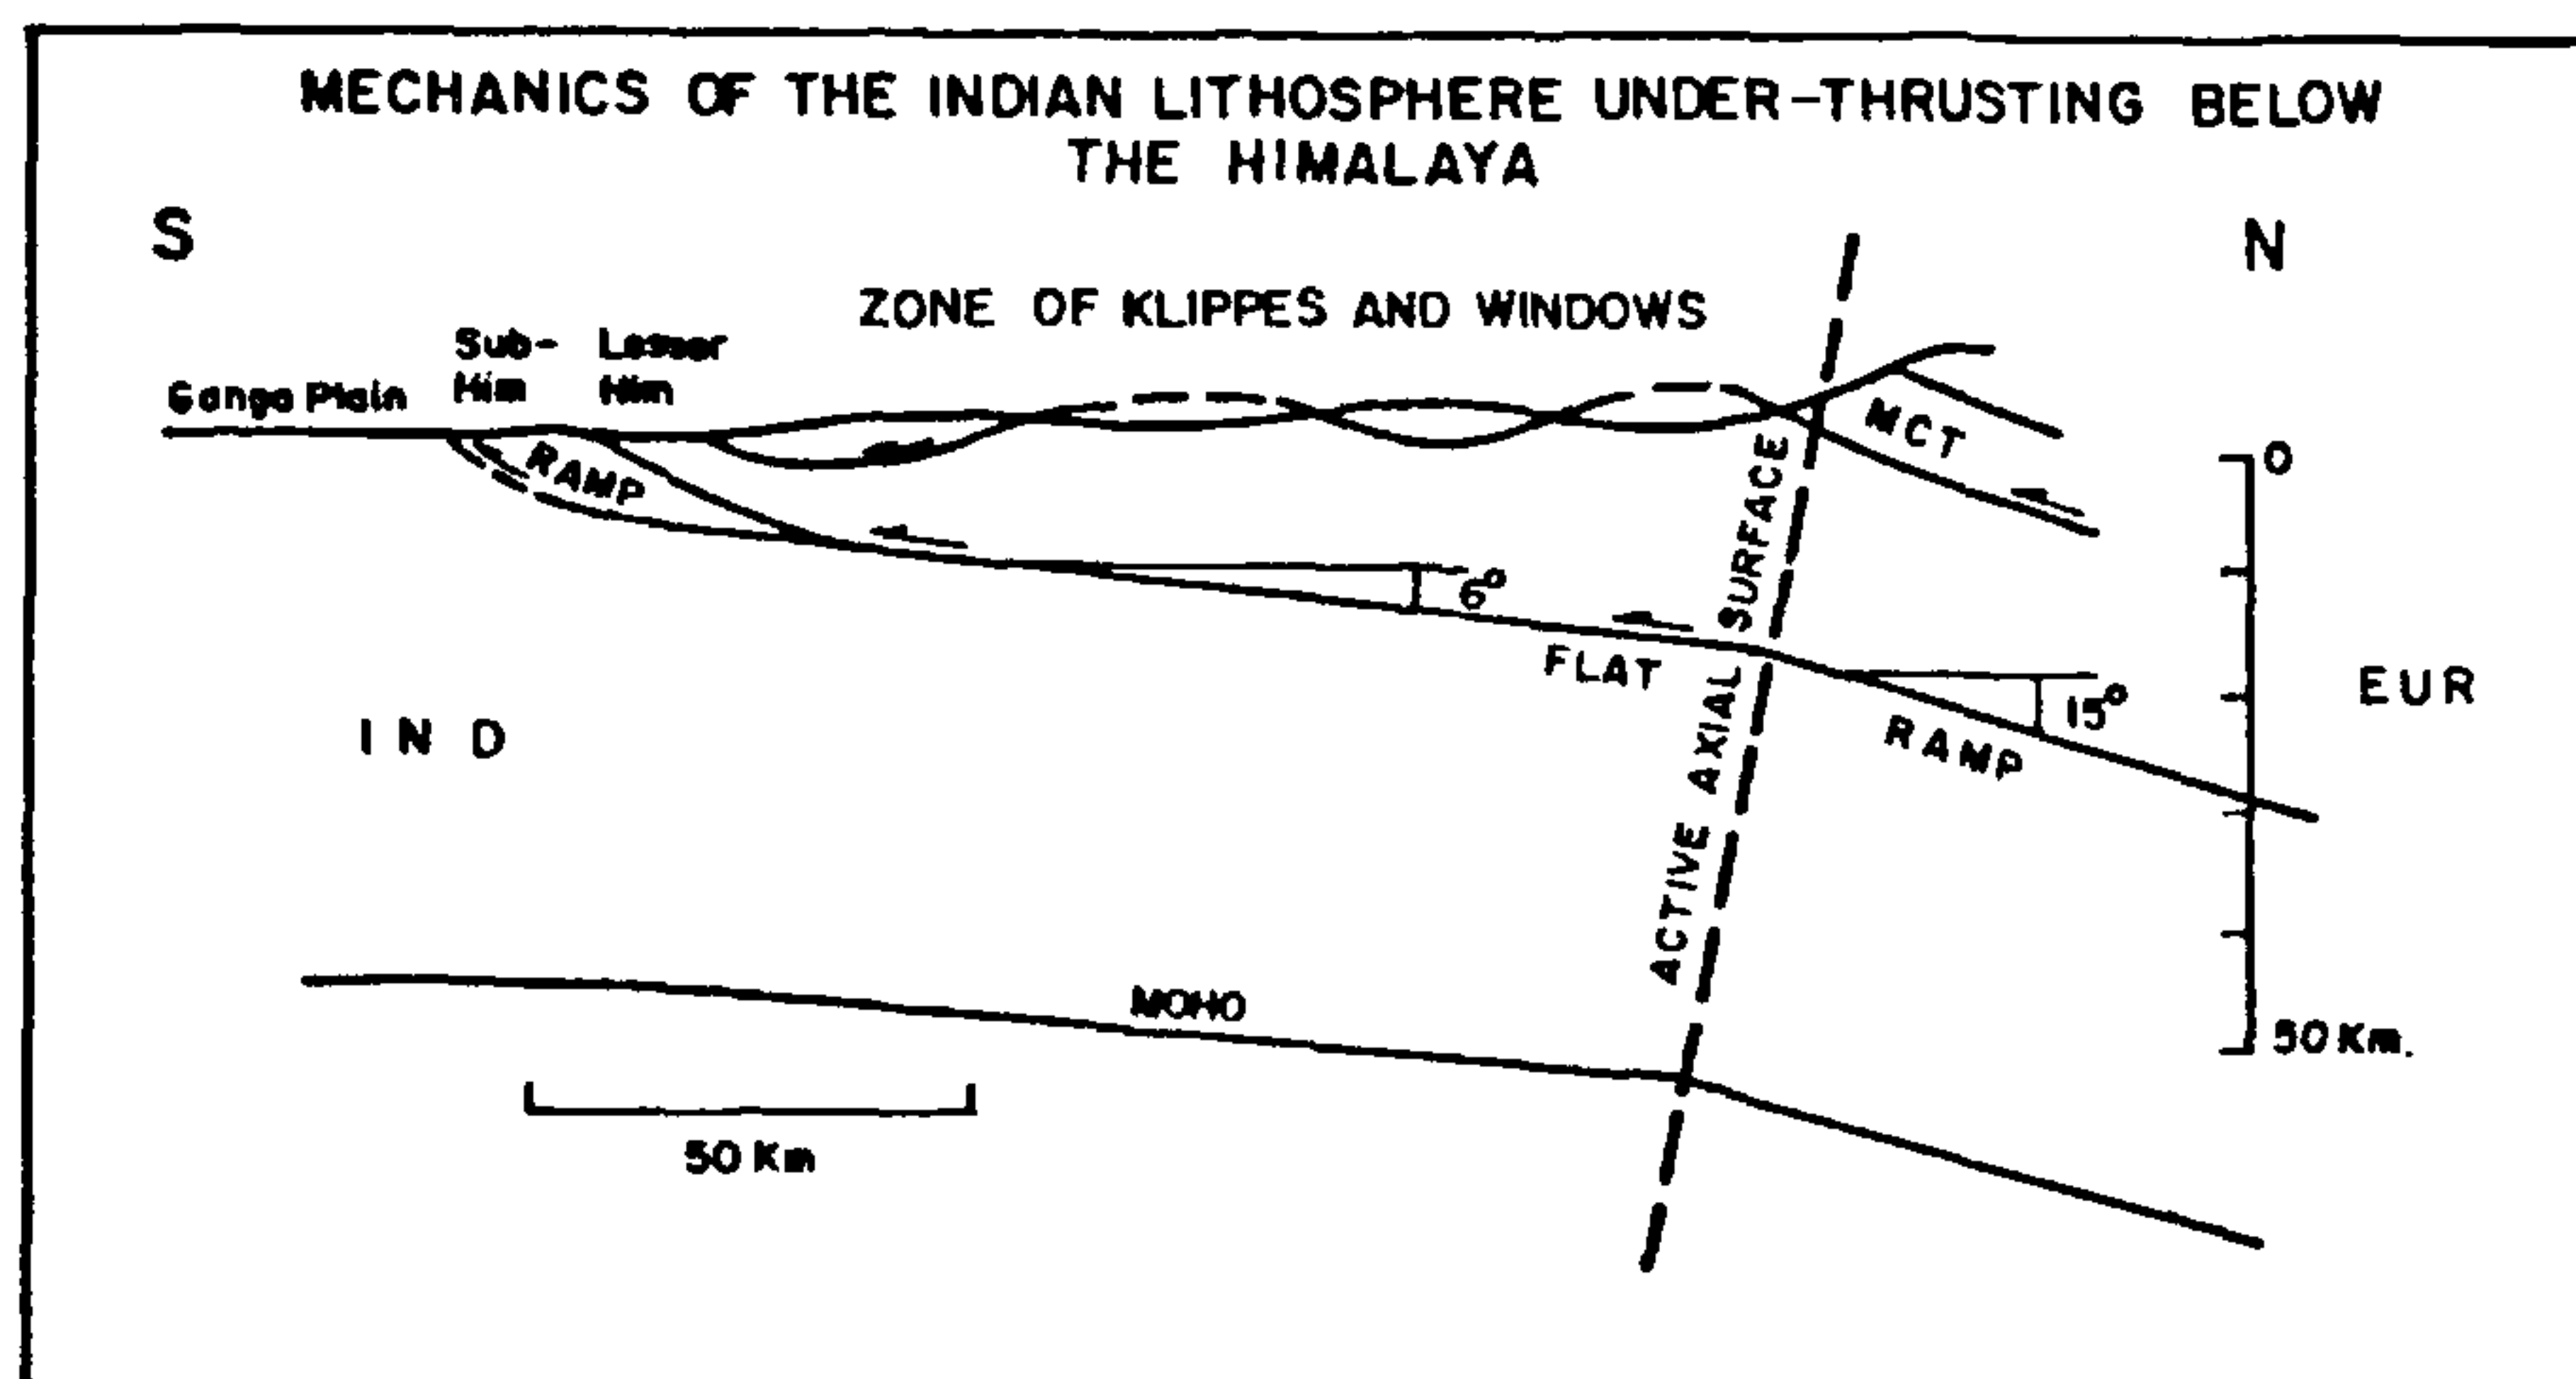 MECHANICS OF THE INDIAN LITHOSPHERE UNDER-THRUSTING BELOW
THE HIMALAYA
S
N
ZONE OF KLIPPES AND WINDOWS
Sub-
Him
Lesser
Him
Ganga Plain
RAMP
MCT
0
6°
FLAT
ACTIVE AXIAL SURFACE
15°
RAMP
EUR
IND
MOHO
50 Km.
50 Km